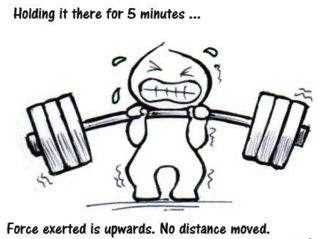 Holding it there for 5 minutes ...
Force exerted is upwards. No distance moved.